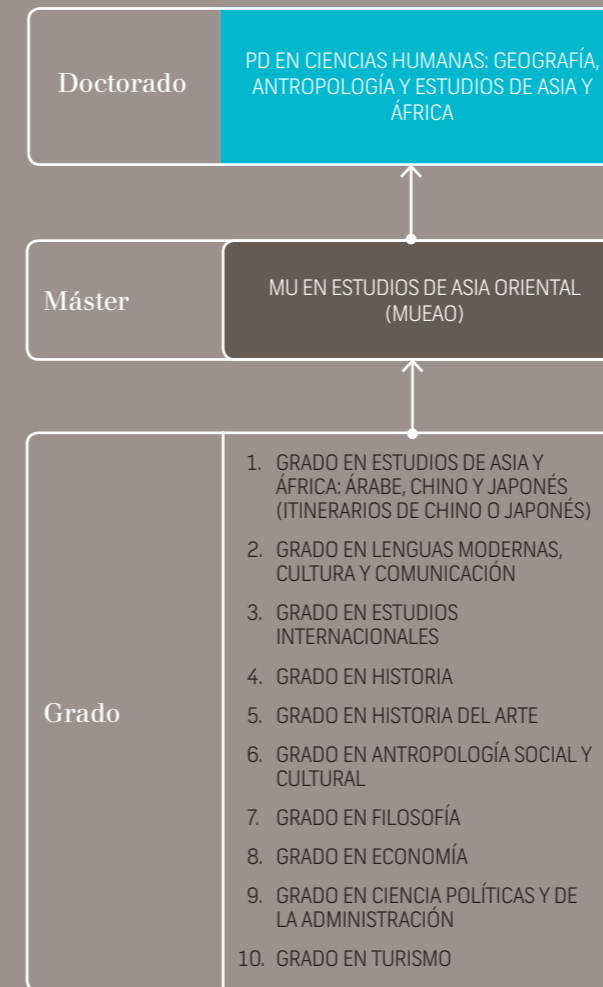 Doctorado
PD EN CIENCIAS HUMANAS: GEOGRAFÍA,
ANTROPOLOGÍA Y ESTUDIOS DE ASIA Y
ÁFRICA
Máster
MU EN ESTUDIOS DE ASIA ORIENTAL
(MUEAO)
Grado
1. GRADO EN ESTUDIOS DE ASIA Y
ÁFRICA: ÁRABE, CHINO Y JAPONÉS
(ITINERARIOS DE CHINO O JAPONÉS)
2. GRADO EN LENGUAS MODERNAS,
CULTURA Y COMUNICACIÓN
3. GRADO EN ESTUDIOS
INTERNACIONALES
4. GRADO EN HISTORIA
5. GRADO EN HISTORIA DEL ARTE
6. GRADO EN ANTROPOLOGÍA SOCIAL Y
CULTURAL
7. GRADO EN FILOSOFÍA
8. GRADO EN ECONOMÍA
9. GRADO EN CIENCIA POLÍTICAS Y DE
LA ADMINISTRACIÓN
10. GRADO EN TURISMO